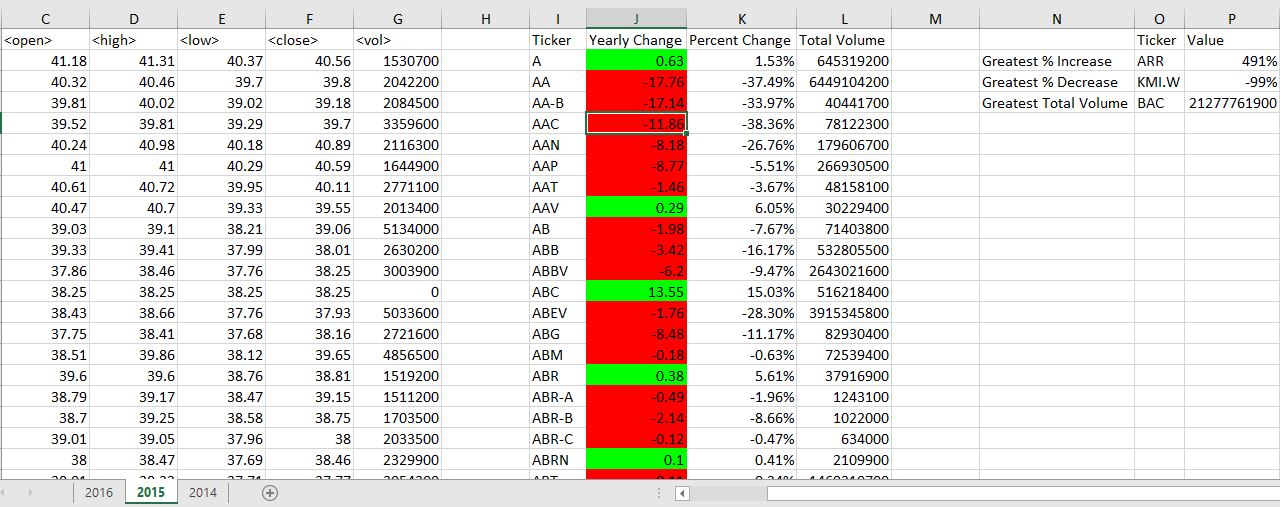 C D E F G H I J K L M N O P
<open> <high> <low> <close> <vol> Ticker Yearly Change Percent Change Total Volume Ticker Value
41.18 41.31 40.37 40.56 1530700 A 0.63 1.53% 645319200 Greatest % Increase ARR 491%
40.32 40.46 39.7 39.8 2042200 AA -17.76 -37.49% 6449104200 Greatest % Decrease KMI.W -99%
39.81 40.02 39.02 39.18 2084500 AA-B -17.14 -33.97% 40441700 Greatest Total Volume BAC 21277761900
39.52 39.81 39.29 39.7 3359600 AAC -11.86 -38.36% 78122300
40.24 40.98 40.18 40.89 2116300 AAN -8.18 -26.76% 179606700
41 41 40.29 40.59 1644900 AAP -8.77 -5.51% 266930500
40.61 40.72 39.95 40.11 2771100 AAT -1.46 -3.67% 48158100
40.47 40.7 39.33 39.55 2013400 AAV 0.29 6.05% 30229400
39.03 39.1 38.21 39.06 5134000 AB -1.98 -7.67% 71403800
39.33 39.41 37.99 38.01 2630200 ABB -3.42 -16.17% 532805500
37.86 38.46 37.76 38.25 3003900 ABBV -6.2 -9.47% 2643021600
38.25 38.25 38.25 38.25 0 ABC 13.55 15.03% 516218400
38.43 38.66 37.76 37.93 5033600 ABEV -1.76 -28.30% 3915345800
37.75 38.41 37.68 38.16 2721600 ABG -8.48 -11.17% 82930400
38.51 39.86 38.12 39.65 4856500 ABM -0.18 -0.63% 72539400
39.6 39.6 38.76 38.81 1519200 ABR 0.38 5.61% 37916900
38.79 39.17 38.47 39.15 1511200 ABR-A -0.49 -1.96% 1243100
38.7 39.25 38.58 38.75 1703500 ABR-B -2.14 -8.66% 1022000
39.01 39.05 37.96 38 2033500 ABR-C -0.12 -0.47% 634000
38 38.47 37.69 38.46 2329900 ABRN 0.1 0.41% 2109900
2016 2015 2014